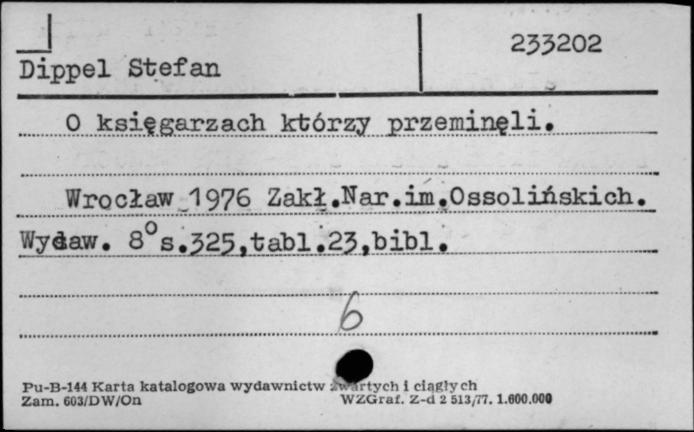 233202
Dippel Stefan
O księgarzach którzy przeminęli.
Wrocław 1976 Zakł.Nar.im.Ossolińskich.
Wydaw. 8° s.325,tabl.23,bibl.
6
Pu-B-144 Karta katalogowa wydawnictw zwartych i ciągłych
Zam. 603/DW/On WZGraf. Z-d 2 513/77. 1.600.000